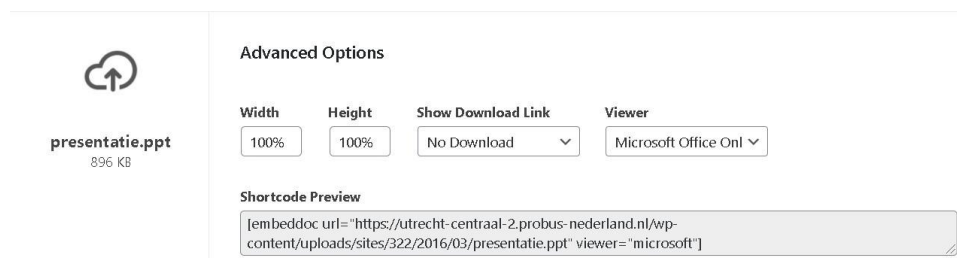 Advanced Options
Width Height Show Download Link Viewer
presentatie.ppt 100% 100% No Download Microsoft Office Onl
896 KB
Shortcode Preview
[embeddoc url="https://utrecht-centraal-2.probus-nederland.nl/wp-
content/uploads/sites/322/2016/03/presentatie.ppt" viewer="microsoft"]